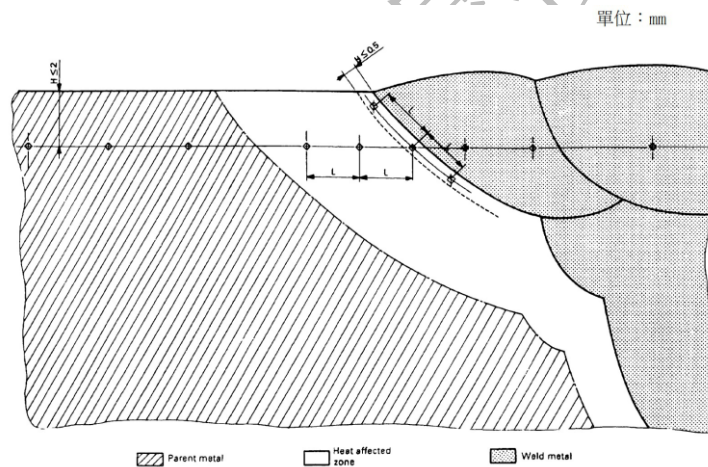 單位：mm
H≤2
H≤0.5
L
L
L
L
Parent metal
Heat affected
zone
Weld metal